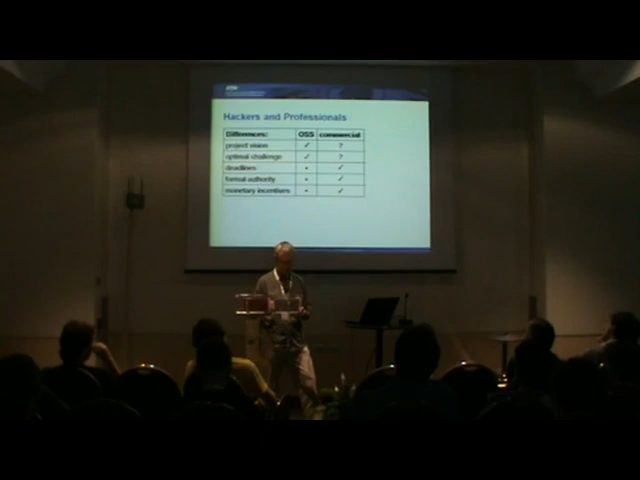 Hackers and Professionals
Differences: OSS commercial
project vision ✓ ?
optimal challenge ✓ ?
deadlines - ✓
formal authority - ✓
monetary incentives - ✓